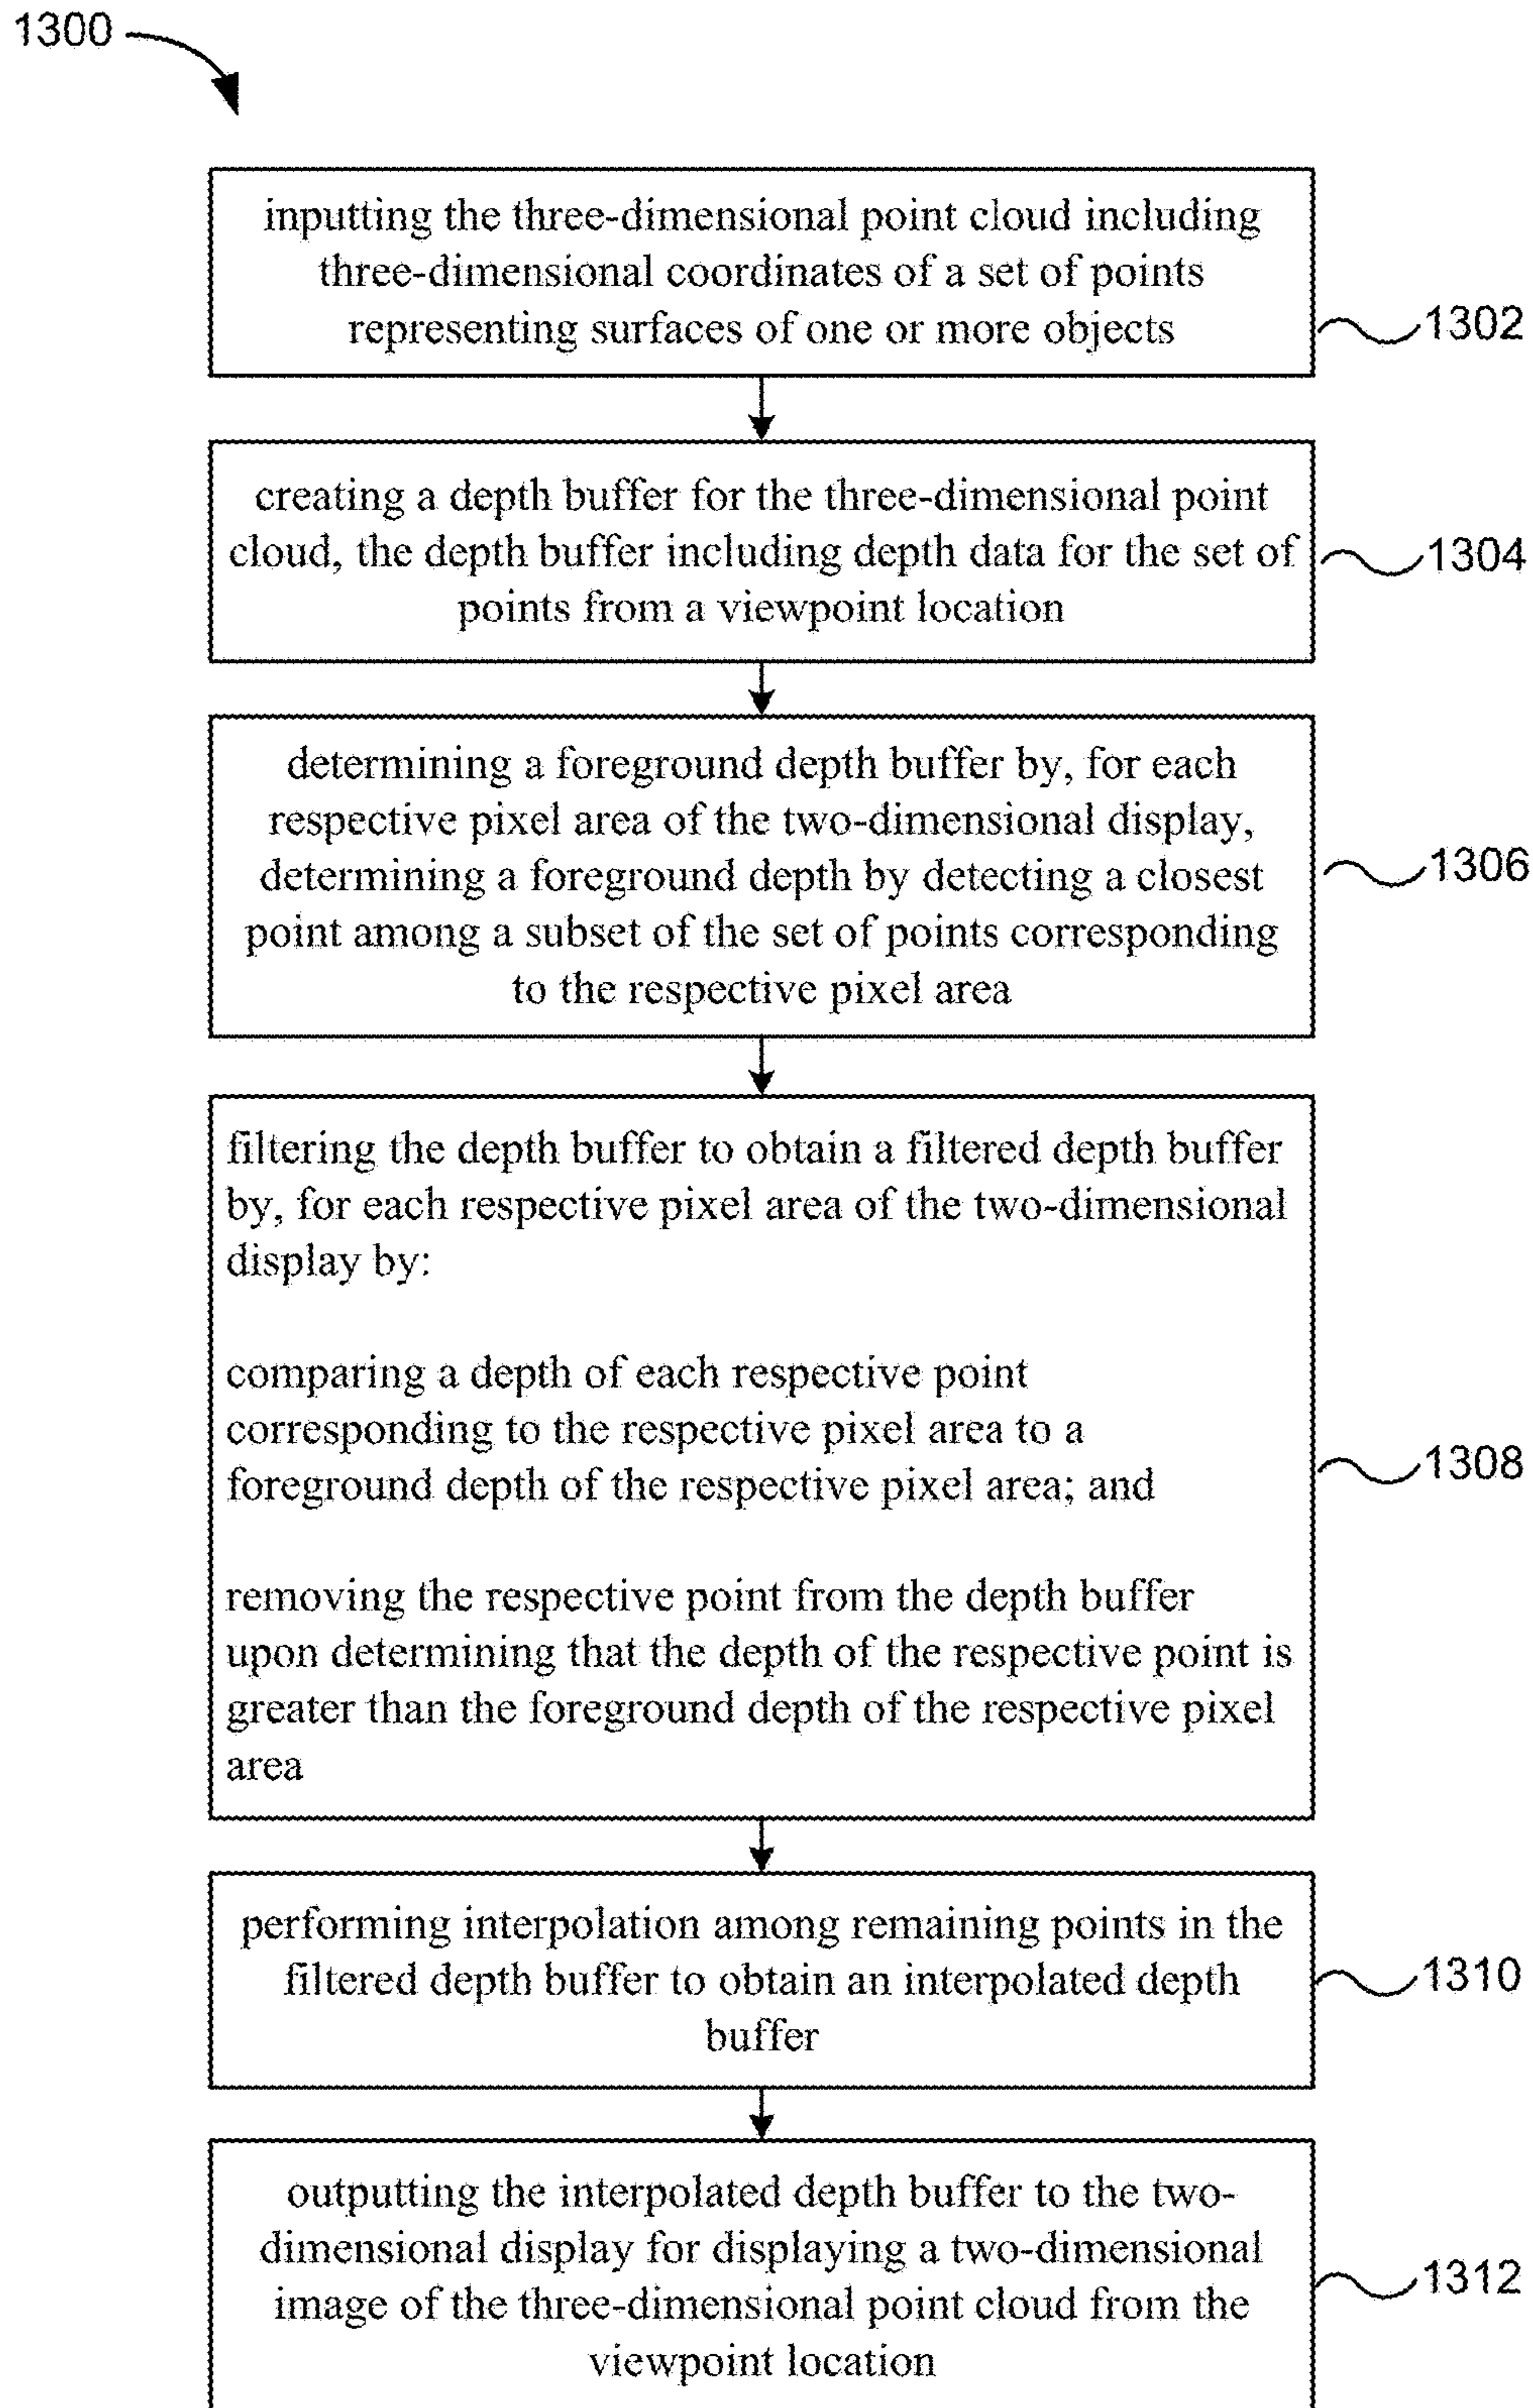 1300
inputting the three-dimensional point cloud including
three-dimensional coordinates of a set of points
representing surfaces of one or more objects
1302
creating a depth buffer for the three-dimensional point
cloud, the depth buffer including depth data for the set of
points from a viewpoint location
1304
determining a foreground depth buffer by, for each
respective pixel area of the two-dimensional display,
determining a foreground depth by detecting a closest
point among a subset of the set of points corresponding
to the respective pixel area
1306
filtering the depth buffer to obtain a filtered depth buffer
by, for each respective pixel area of the two-dimensional
display by:
comparing a depth of each respective point
corresponding to the respective pixel area to a
foreground depth of the respective pixel area; and
removing the respective point from the depth buffer
upon determining that the depth of the respective point is
greater than the foreground depth of the respective pixel
area
1308
performing interpolation among remaining points in the
filtered depth buffer to obtain an interpolated depth
buffer
1310
outputting the interpolated depth buffer to the two-
dimensional display for displaying a two-dimensional
image of the three-dimensional point cloud from the
viewpoint location
1312